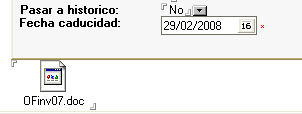 Pasar a historico: No
Fecha caducidad: 29/02/2008 16
OFinv07.doc